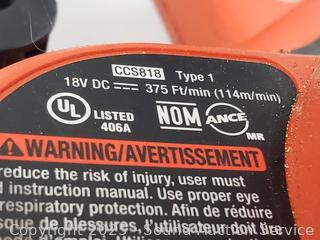 CCS818 Type 1
18V DC 375 Ft/min (114m/min)
UL LISTED 406A
NOM ANCE MR
WARNING/AVERTISSEMENT
reduce the risk of injury, user must
d instruction manual. Use proper eye
respiratory protection. Afin de réduire
sque de blessures, l'utilisateur doit lire